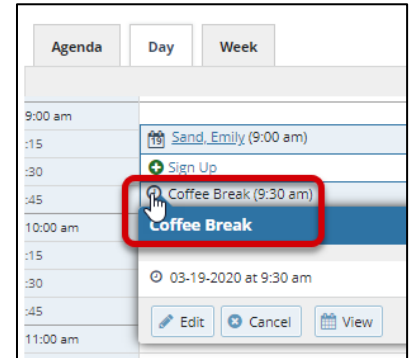 Agenda Day Week
9:00 am
:15
19 Sand, Emily (9:00 am)
:30
Sign Up
:45
Coffee Break (9:30 am)
10:00 am
Coffee Break
:15
:30
03-19-2020 at 9:30 am
:45
Edit Cancel View
11:00 am